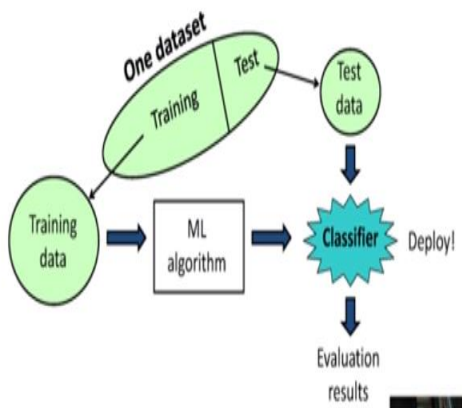 One dataset
Training
Test
Test
data
Training
data
ML
algorithm
Classifier
Deploy!
Evaluation
results